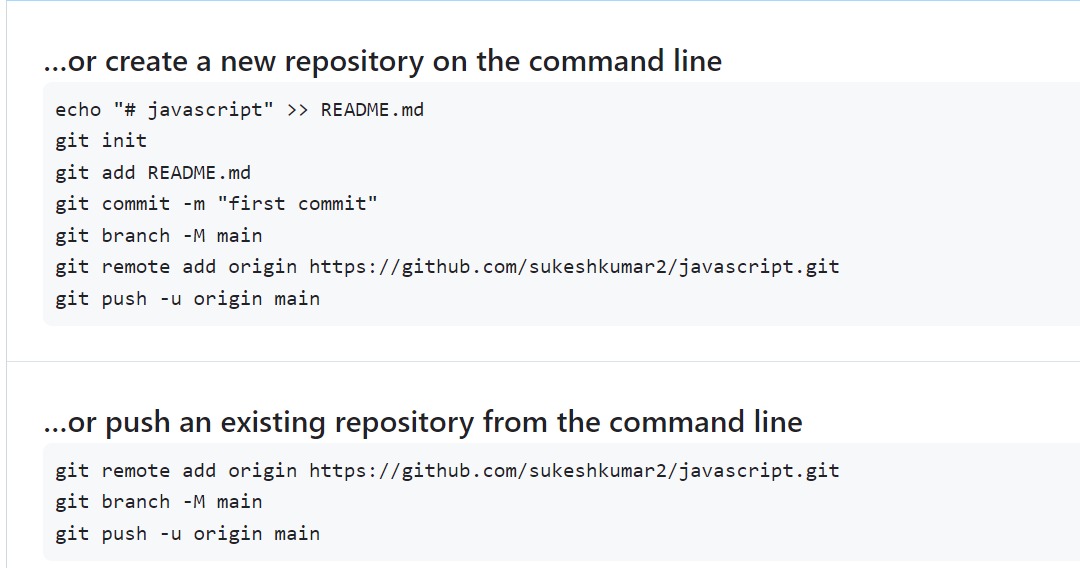 ...or create a new repository on the command line
echo "# javascript" >> README.md
git init
git add README.md
git commit -m "first commit"
git branch -M main
git remote add origin https://github.com/sukeshkumar2/javascript.git
git push -u origin main
...or push an existing repository from the command line
git remote add origin https://github.com/sukeshkumar2/javascript.git
git branch -M main
git push -u origin main